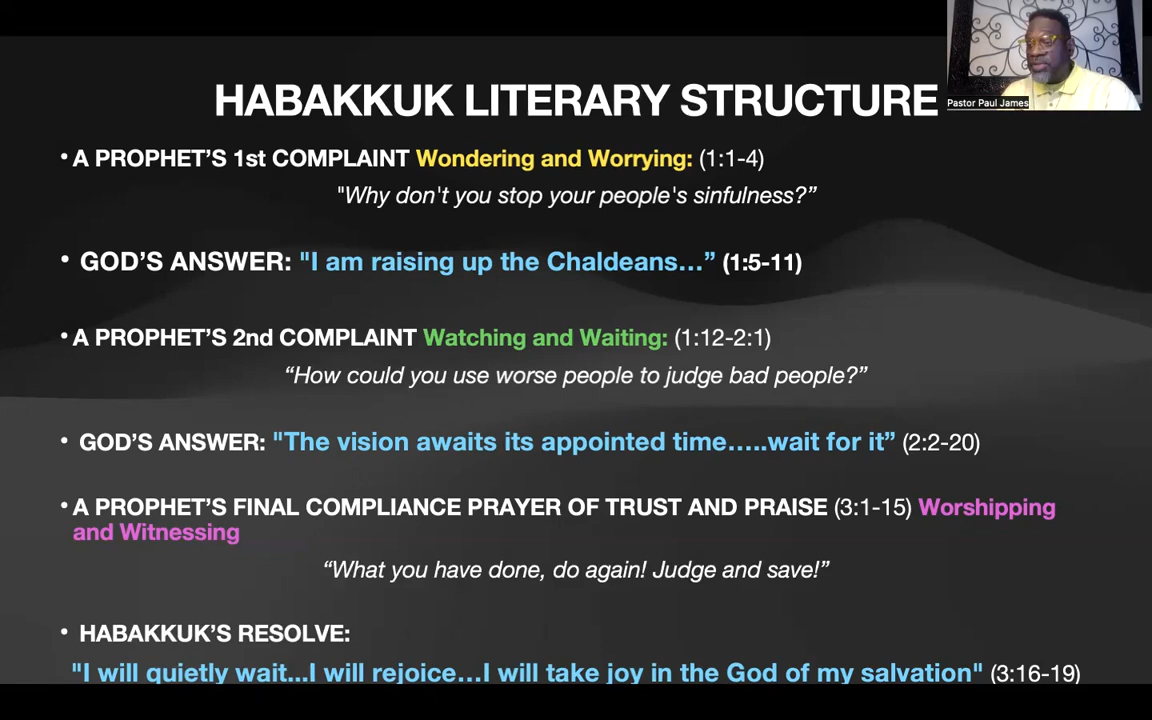 HABAKKUK LITERARY STRUCTURE
Pastor Paul James
• A PROPHET’S 1st COMPLAINT Wondering and Worrying: (1:1-4)
"Why don't you stop your people's sinfulness?”
• GOD’S ANSWER: "I am raising up the Chaldeans…” (1:5-11)
• A PROPHET’S 2nd COMPLAINT Watching and Waiting: (1:12-2:1)
“How could you use worse people to judge bad people?”
• GOD’S ANSWER: "The vision awaits its appointed time…..wait for it” (2:2-20)
• A PROPHET’S FINAL COMPLIANCE PRAYER OF TRUST AND PRAISE (3:1-15) Worshipping
and Witnessing
“What you have done, do again! Judge and save!”
• HABAKKUK’S RESOLVE:
"I will quietly wait...I will rejoice…I will take joy in the God of my salvation" (3:16-19)